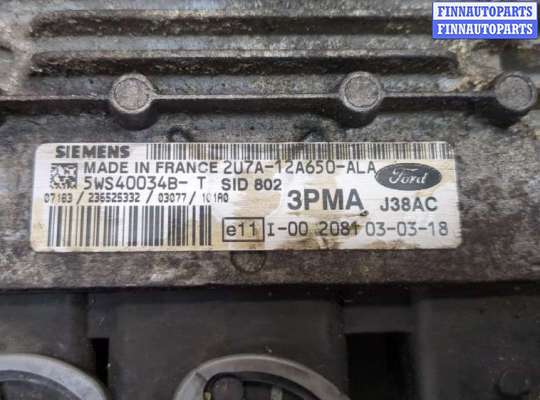 FINNAUTOPARTS
FINNAUTOPARTS
SIEMENS
MADE IN FRANCE 2U7A-12A650-ALA
5WS40034B- T SID 802
07183 / 236525332 / 03077 / 101A0
3PMA J38AC
Ford
e11 I-00 2081 03-03-18